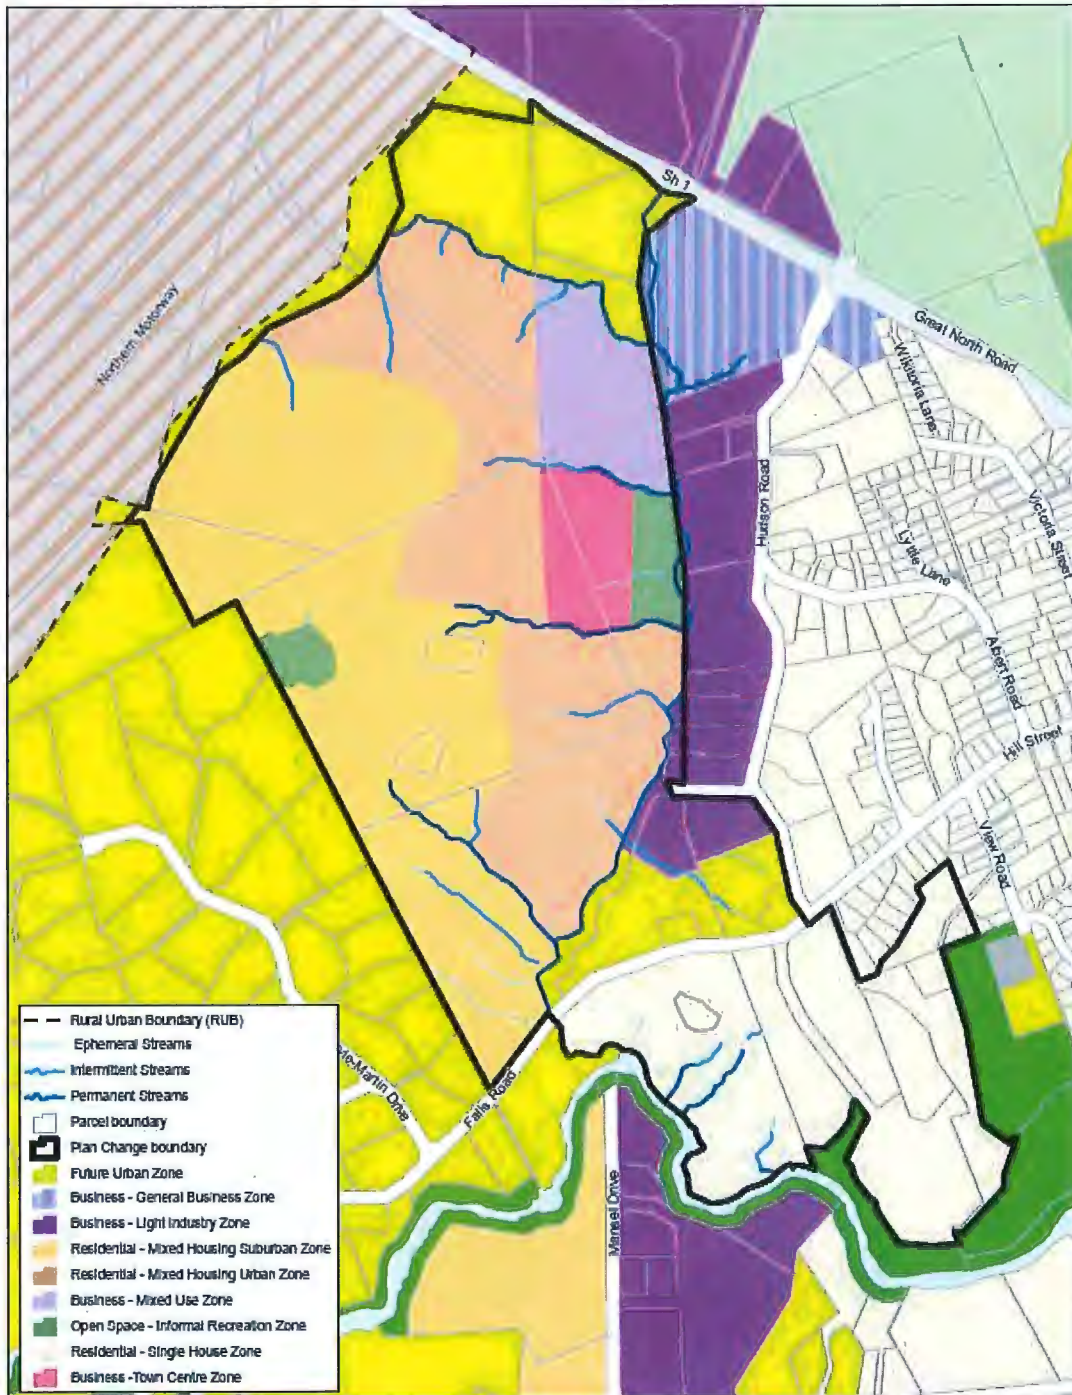 Sh 1
Northern Motorway
Great North Road
Wikitoria Lane
Victoria Street
Hudson Road
Lyttle Lane
Albert Road
Hill Street
View Road
Falls Road
Mansel Drive
-Martin Drive
Rural Urban Boundary (RUB)
Ephemeral Streams
Intermittent Streams
Permanent Streams
Parcel boundary
Plan Change boundary
Future Urban Zone
Business - General Business Zone
Business - Light Industry Zone
Residential - Mixed Housing Suburban Zone
Residential - Mixed Housing Urban Zone
Business - Mixed Use Zone
Open Space - Informal Recreation Zone
Residential - Single House Zone
Business -Town Centre Zone